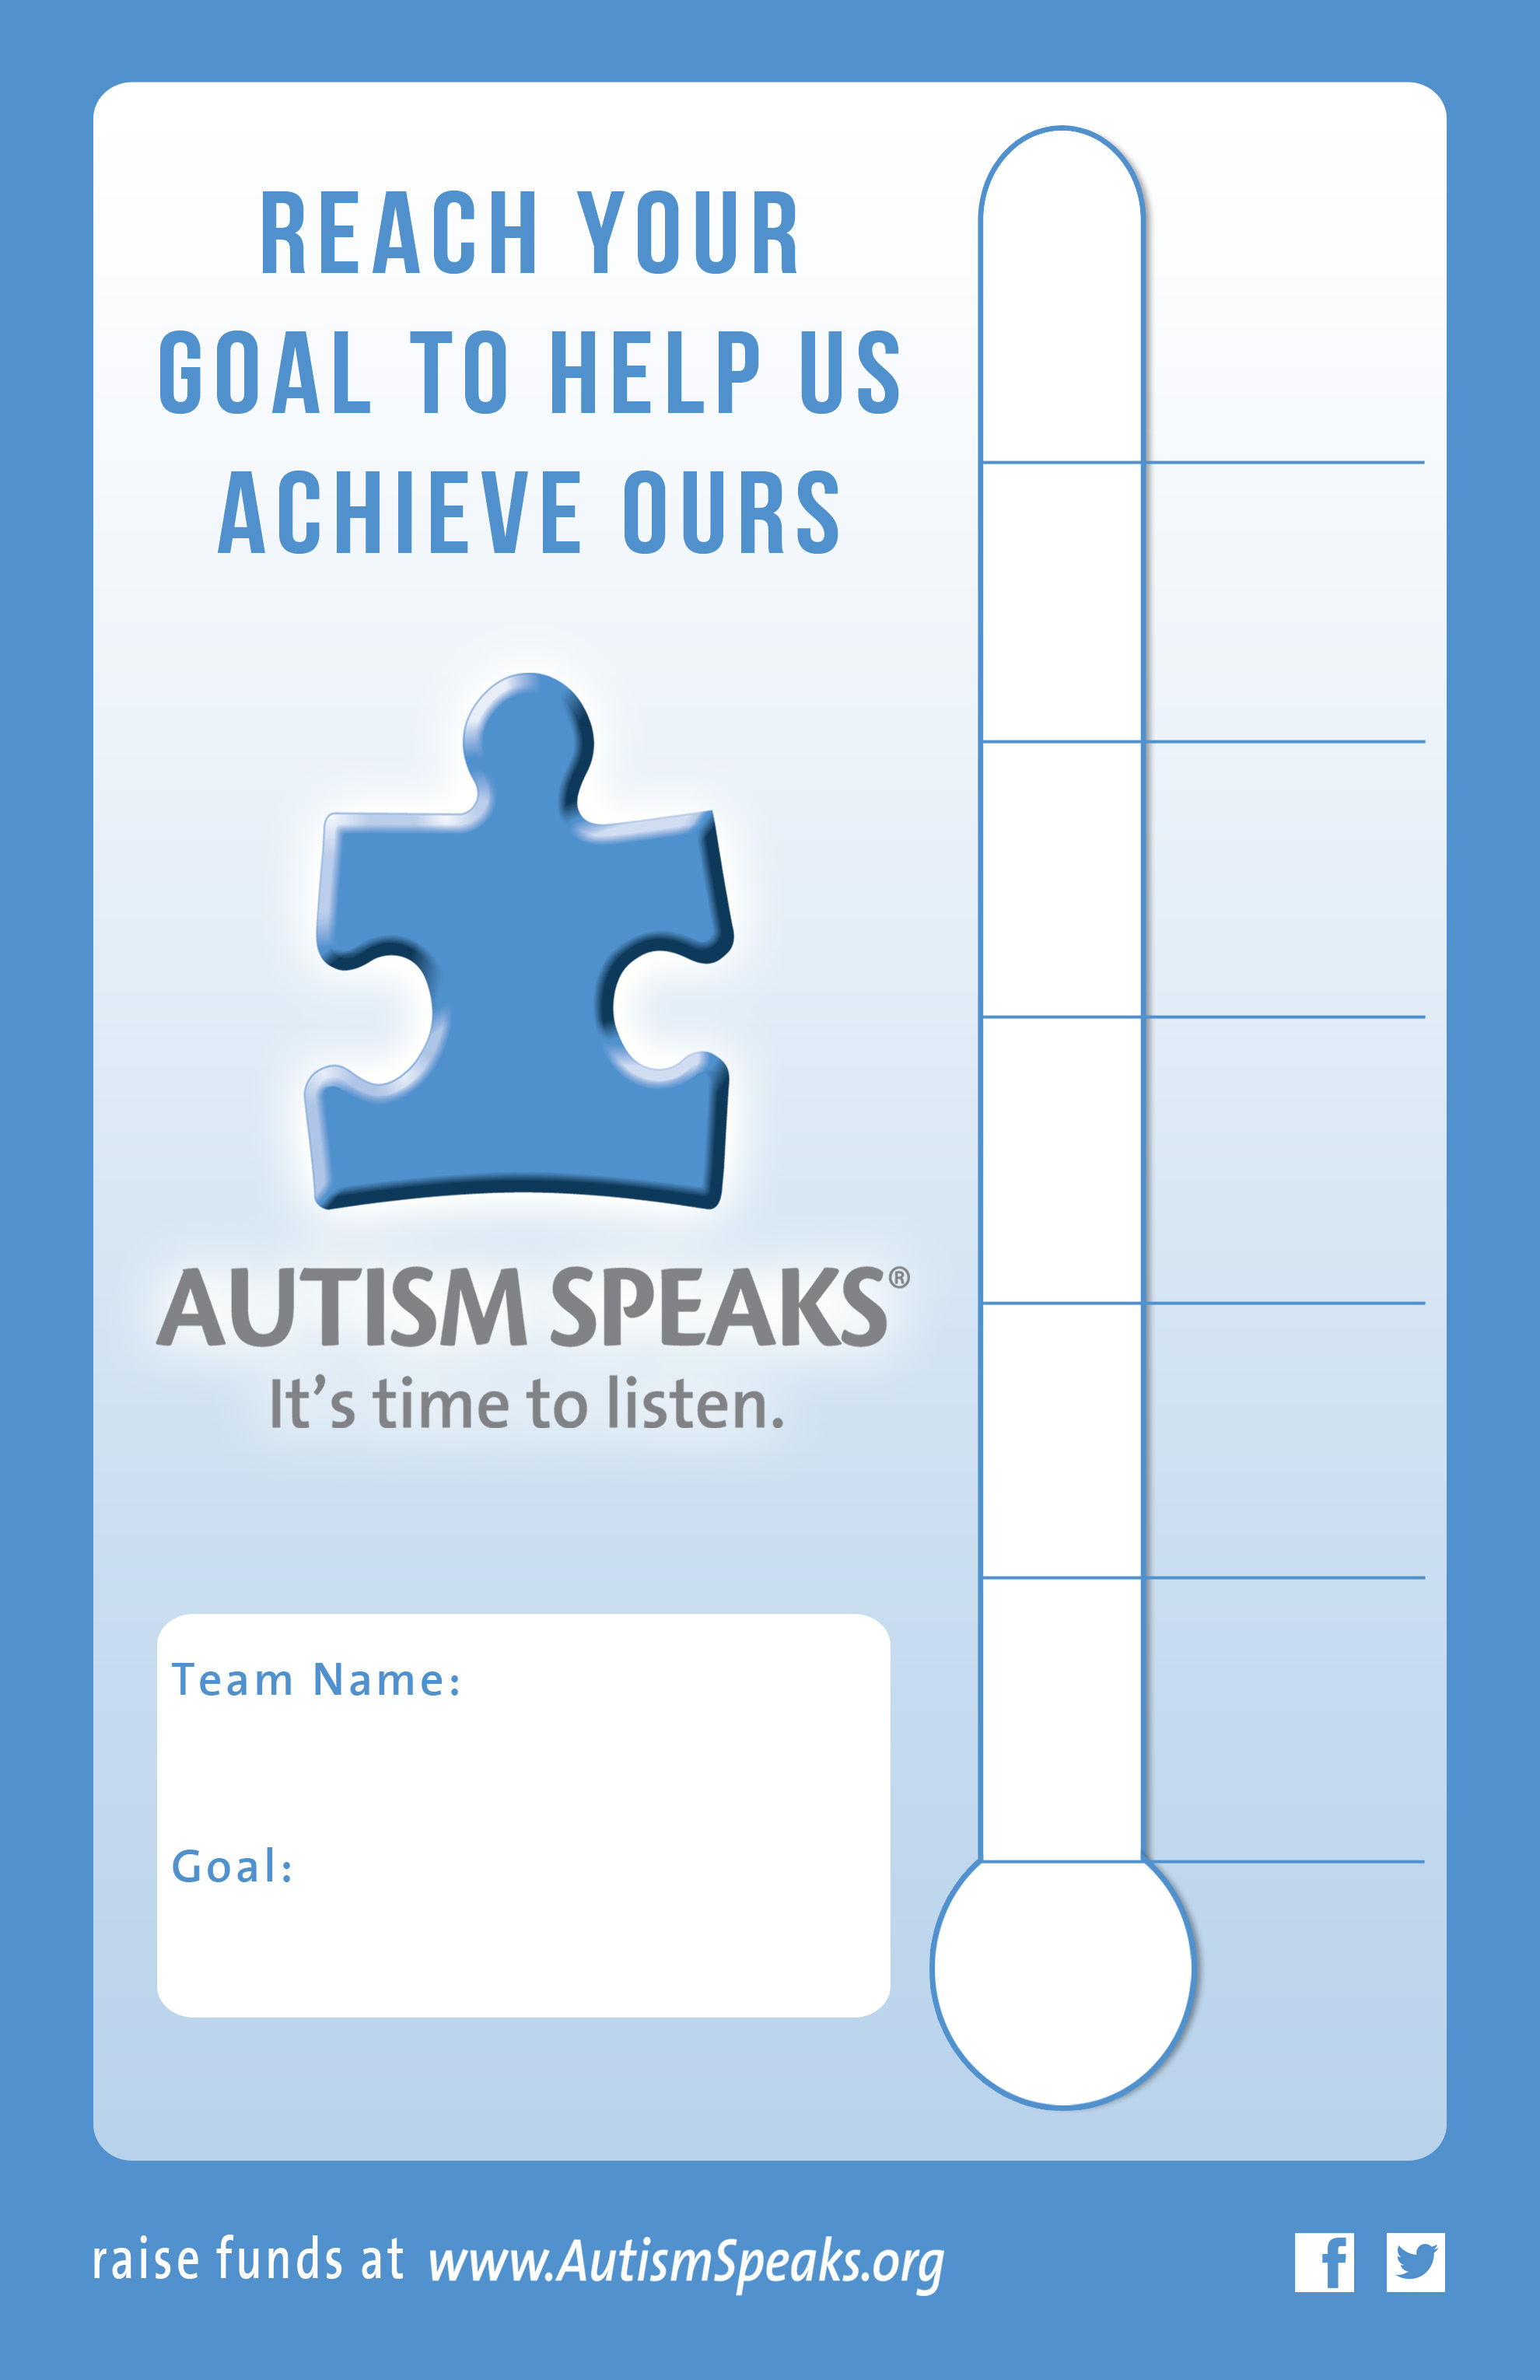 REACH YOUR
GOAL TO HELP US
ACHIEVE OURS
AUTISM SPEAKS®
It's time to listen.
Team Name:
Goal:
raise funds at www.AutismSpeaks.org